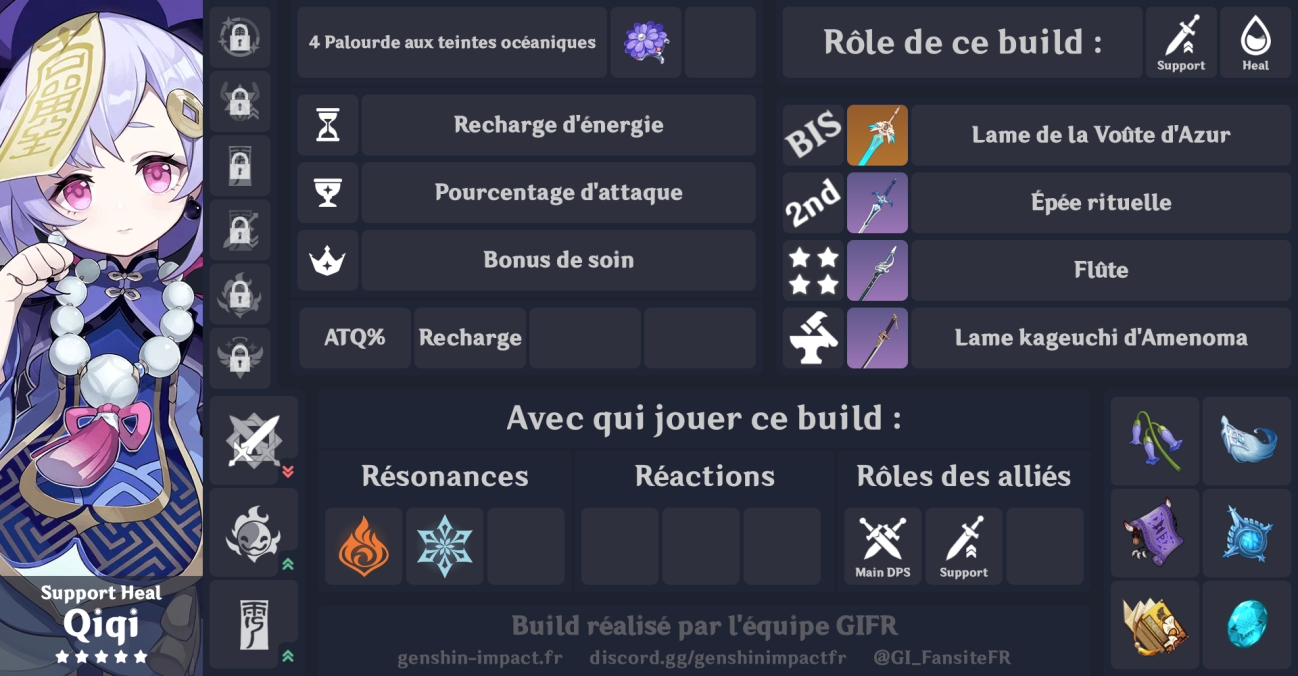 4 Palourde aux teintes océaniques
Rôle de ce build :
Support
Heal
Recharge d'énergie
Pourcentage d'attaque
Bonus de soin
ATQ%
Recharge
BIS
Lame de la Voûte d'Azur
2nd
Épée rituelle
Flûte
Lame kageuchi d'Amenoma
Avec qui jouer ce build :
Résonances
Réactions
Rôles des alliés
Main DPS
Support
Support Heal
Qiqi
Build réalisé par l'équipe GIFR
genshin-impact.fr discord.gg/genshinimpactfr @GI_FansiteFR